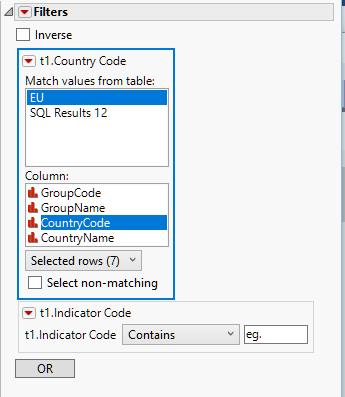 Filters
Inverse
t1.Country Code
Match values from table:
EU
SQL Results 12
Column:
GroupCode
GroupName
CountryCode
CountryName
Selected rows (7)
Select non-matching
t1.Indicator Code
t1.Indicator Code Contains eg.
OR